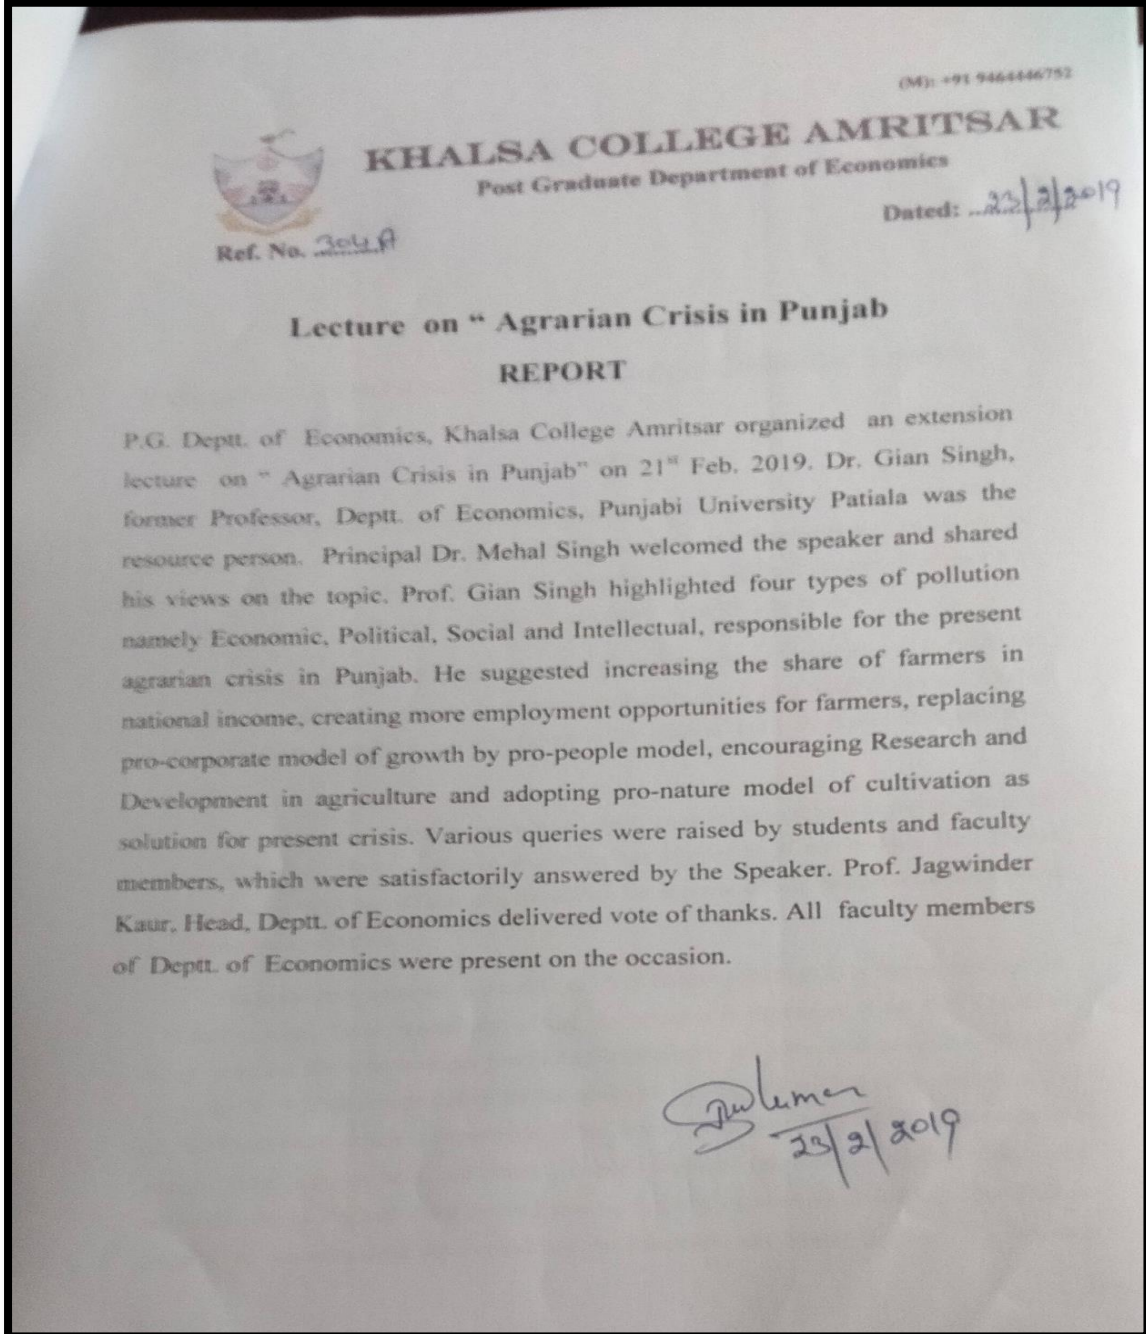 (M): +91 9464446752
KHALSA COLLEGE AMRITSAR
Post Graduate Department of Economics
Dated: ..23/2/2019
Ref. No. 304 A
Lecture on “ Agrarian Crisis in Punjab
REPORT
P.G. Deptt. of Economics, Khalsa College Amritsar organized an extension
lecture on “ Agrarian Crisis in Punjab” on 21st Feb. 2019. Dr. Gian Singh,
former Professor, Deptt. of Economics, Punjabi University Patiala was the
resource person. Principal Dr. Mehal Singh welcomed the speaker and shared
his views on the topic. Prof. Gian Singh highlighted four types of pollution
namely Economic, Political, Social and Intellectual, responsible for the present
agrarian crisis in Punjab. He suggested increasing the share of farmers in
national income, creating more employment opportunities for farmers, replacing
pro-corporate model of growth by pro-people model, encouraging Research and
Development in agriculture and adopting pro-nature model of cultivation as
solution for present crisis. Various queries were raised by students and faculty
members, which were satisfactorily answered by the Speaker. Prof. Jagwinder
Kaur, Head, Deptt. of Economics delivered vote of thanks. All faculty members
of Deptt. of Economics were present on the occasion.
23/2/2019